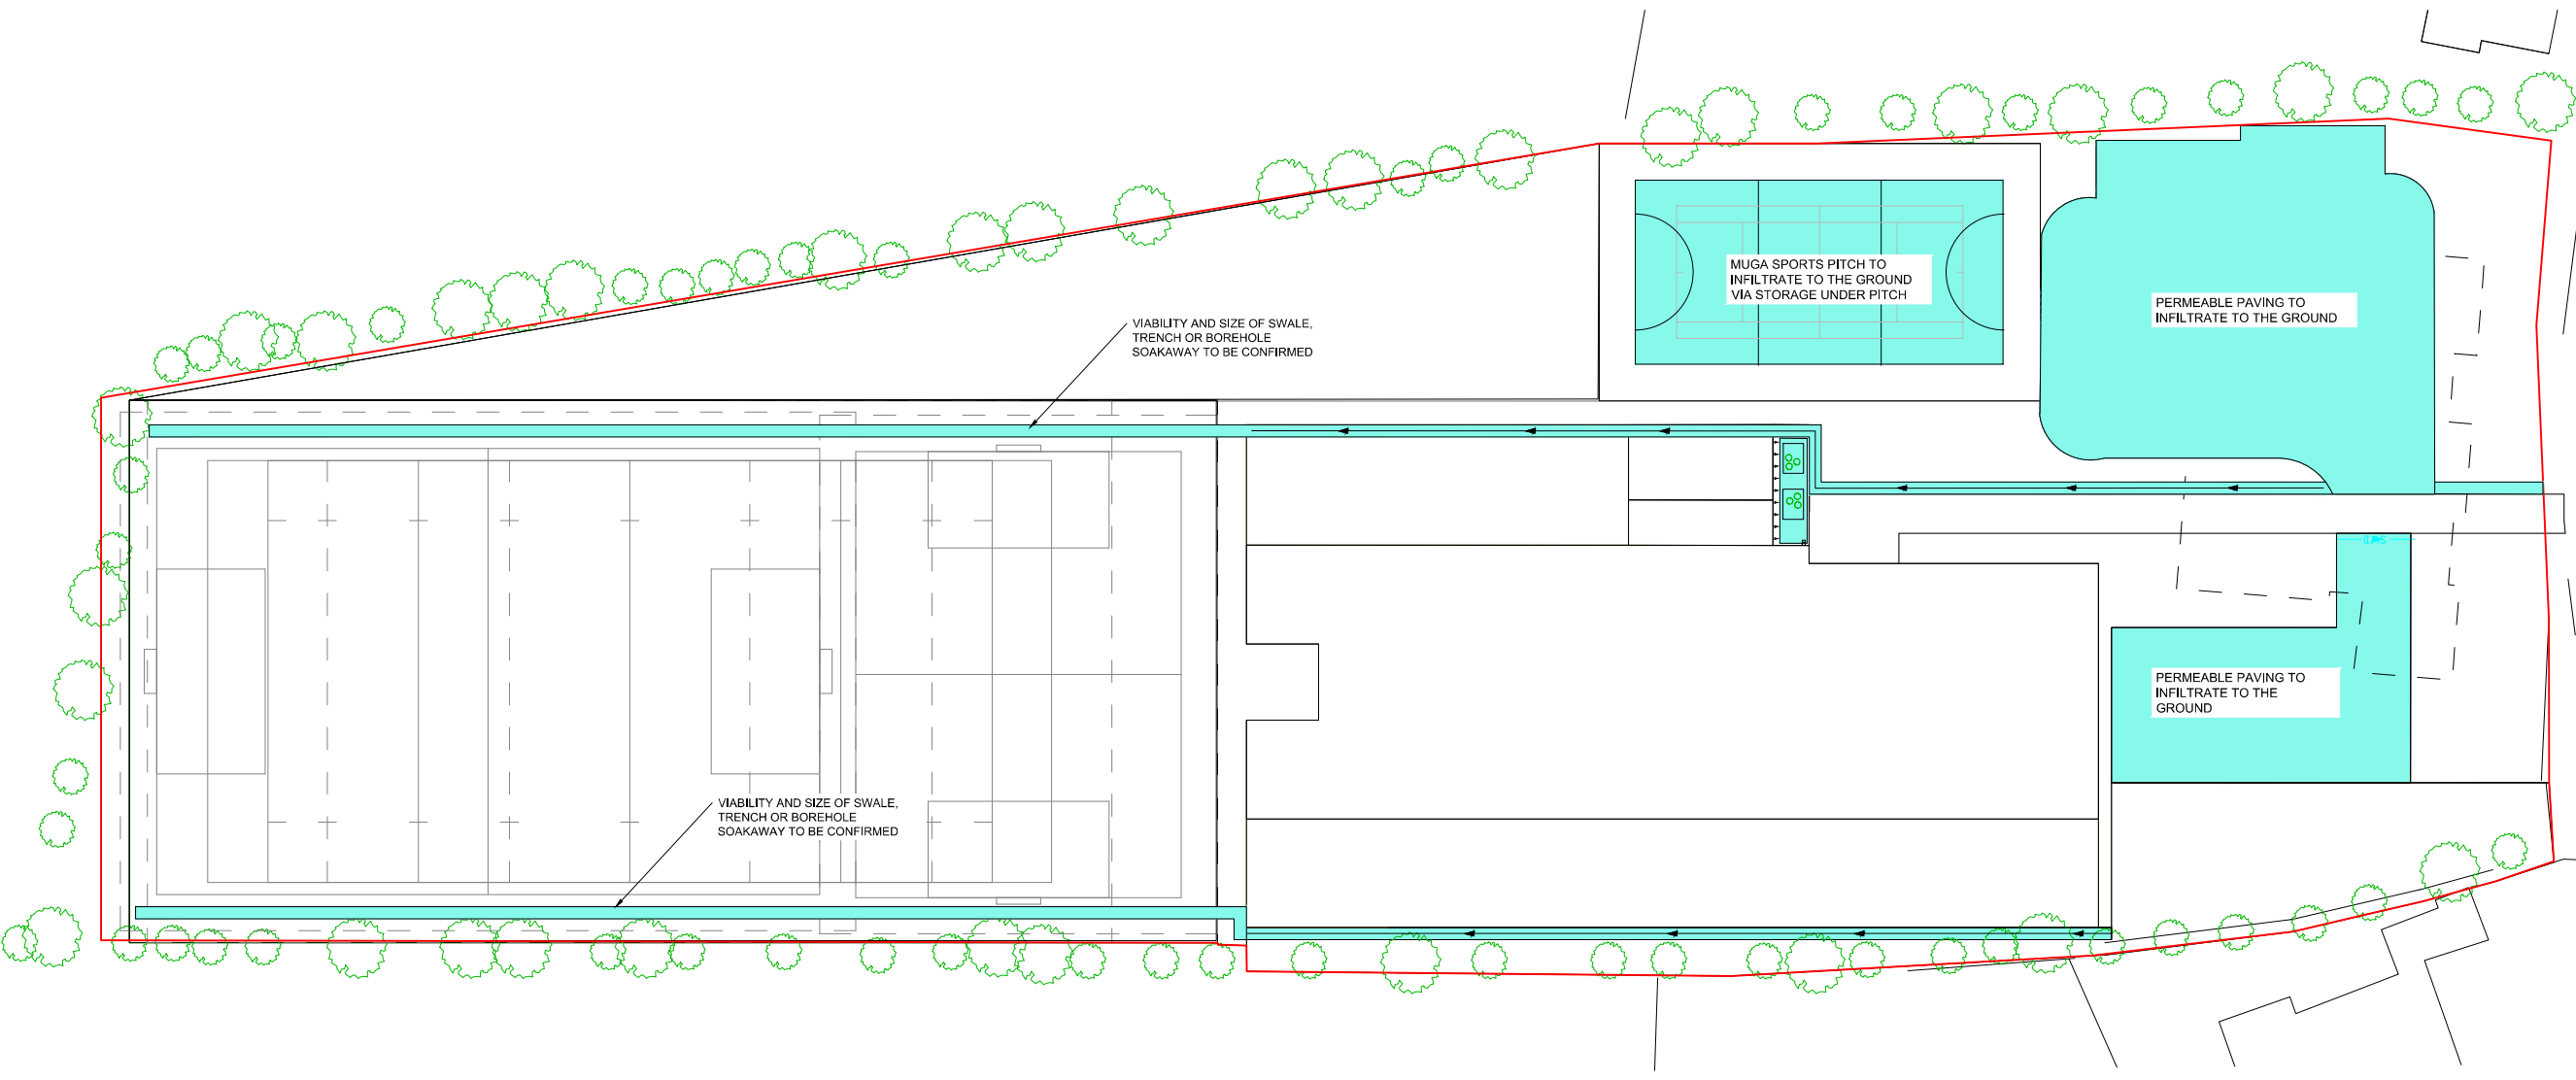 MUGA SPORTS PITCH TO
INFILTRATE TO THE GROUND
VIA STORAGE UNDER PITCH
PERMEABLE PAVING TO
INFILTRATE TO THE GROUND
VIABILITY AND SIZE OF SWALE,
TRENCH OR BOREHOLE
SOAKAWAY TO BE CONFIRMED
PERMEABLE PAVING TO
INFILTRATE TO THE
GROUND
VIABILITY AND SIZE OF SWALE,
TRENCH OR BOREHOLE
SOAKAWAY TO BE CONFIRMED